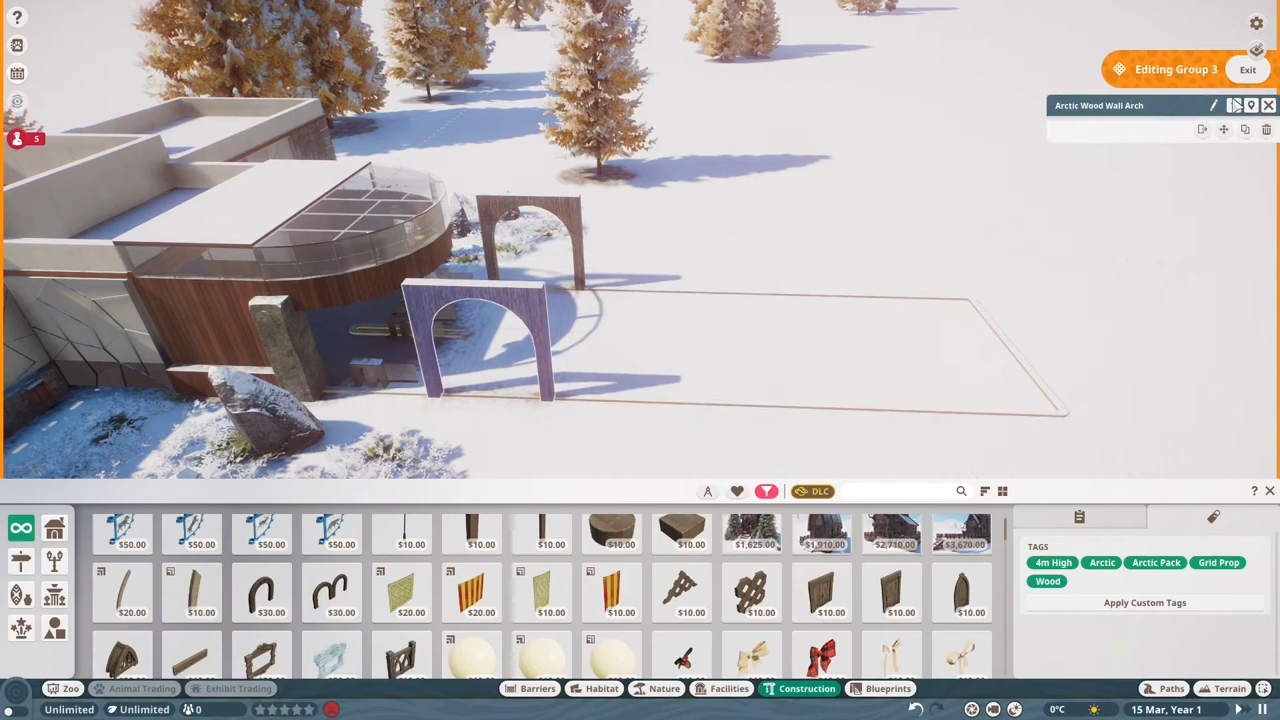 ?
Editing Group 3
Exit
Arctic Wood Wall Arch
5
DLC
?
$50.00
$50.00
$50.00
$50.00
$10.00
$10.00
$10.00
$10.00
$10.00
$1,625.00
$1,910.00
$2,710.00
$3,670.00
$20.00
$10.00
$30.00
$30.00
$20.00
$20.00
$10.00
$10.00
$10.00
$10.00
$10.00
$10.00
$10.00
TAGS
4m High
Arctic
Arctic Pack
Grid Prop
Wood
Apply Custom Tags
Zoo
Animal Trading
Exhibit Trading
Barriers
Habitat
Nature
Facilities
Construction
Blueprints
Paths
Terrain
Unlimited
Unlimited
0
0°C
15 Mar, Year 1